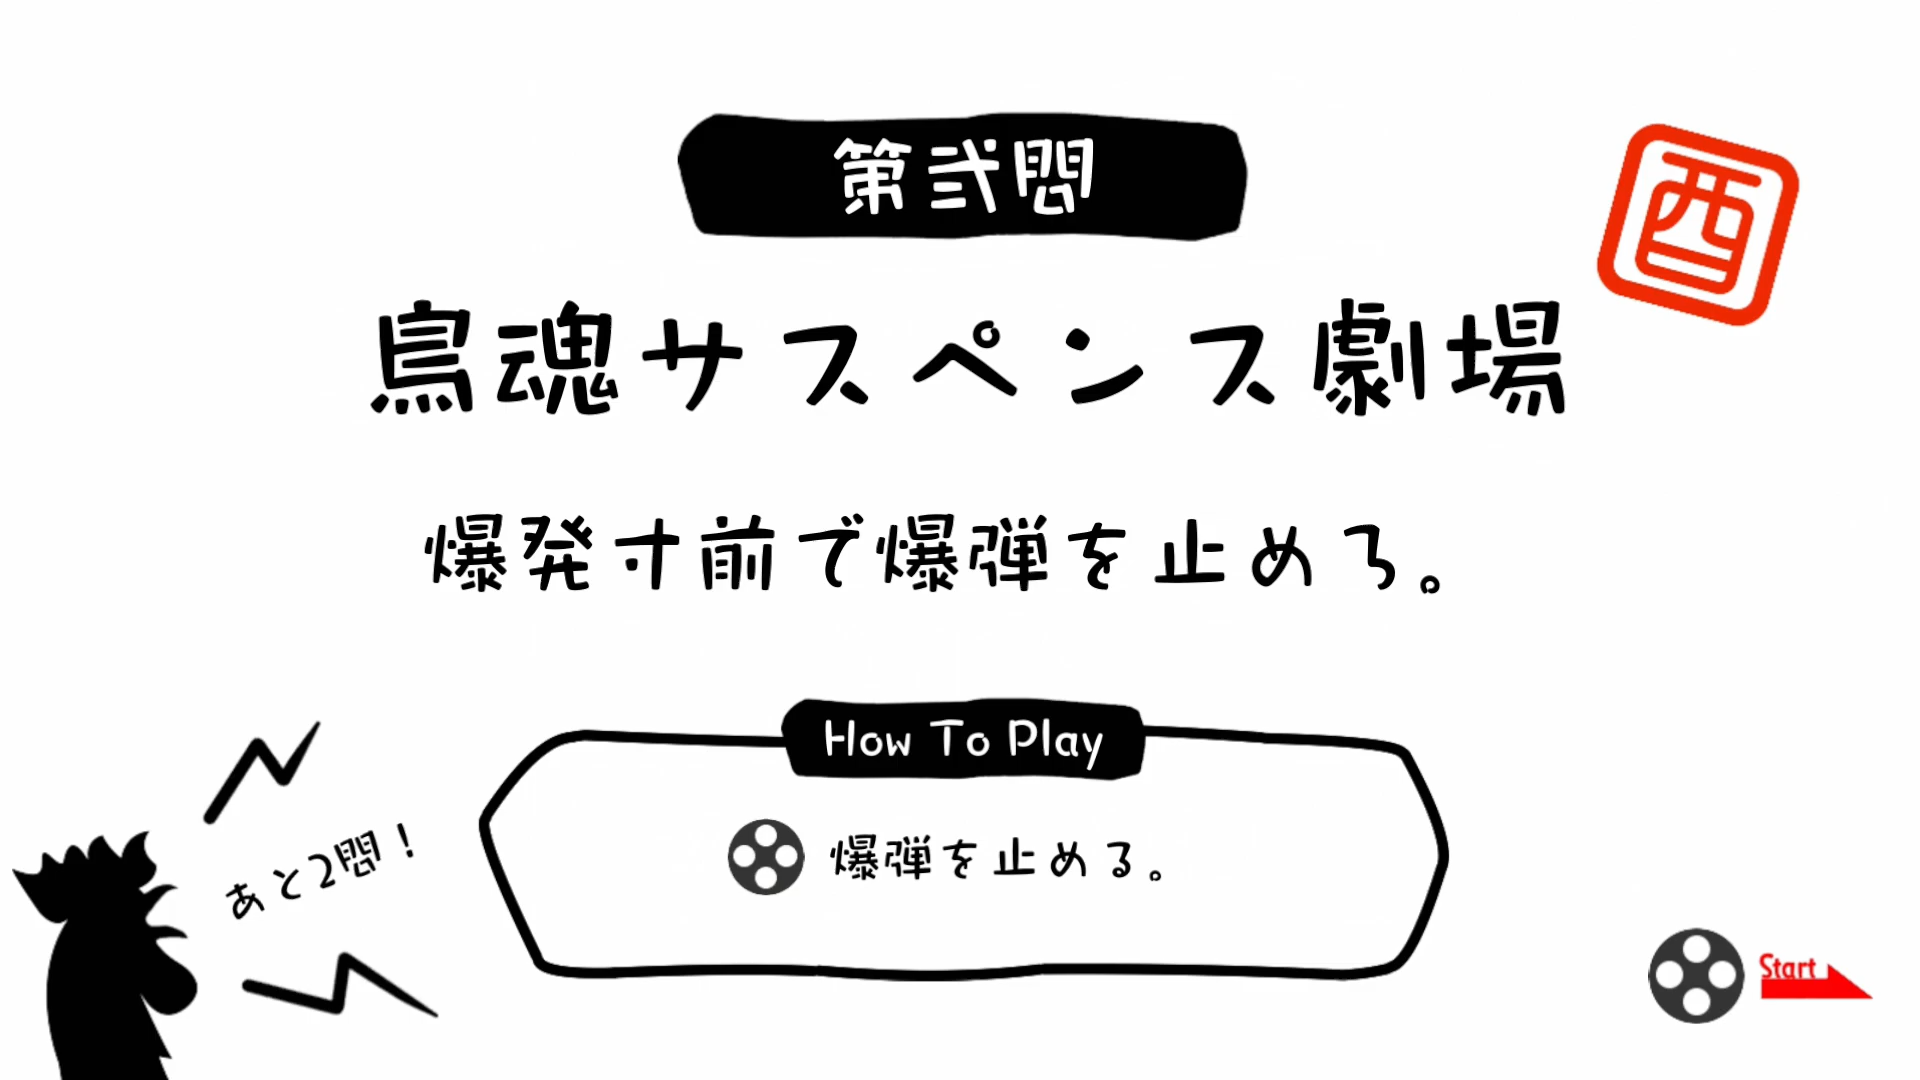 第弐問
酉
鳥魂サスペンス劇場
爆発寸前で爆弾を止めろ。
How To Play
爆弾を止める。
あと2問！
Start